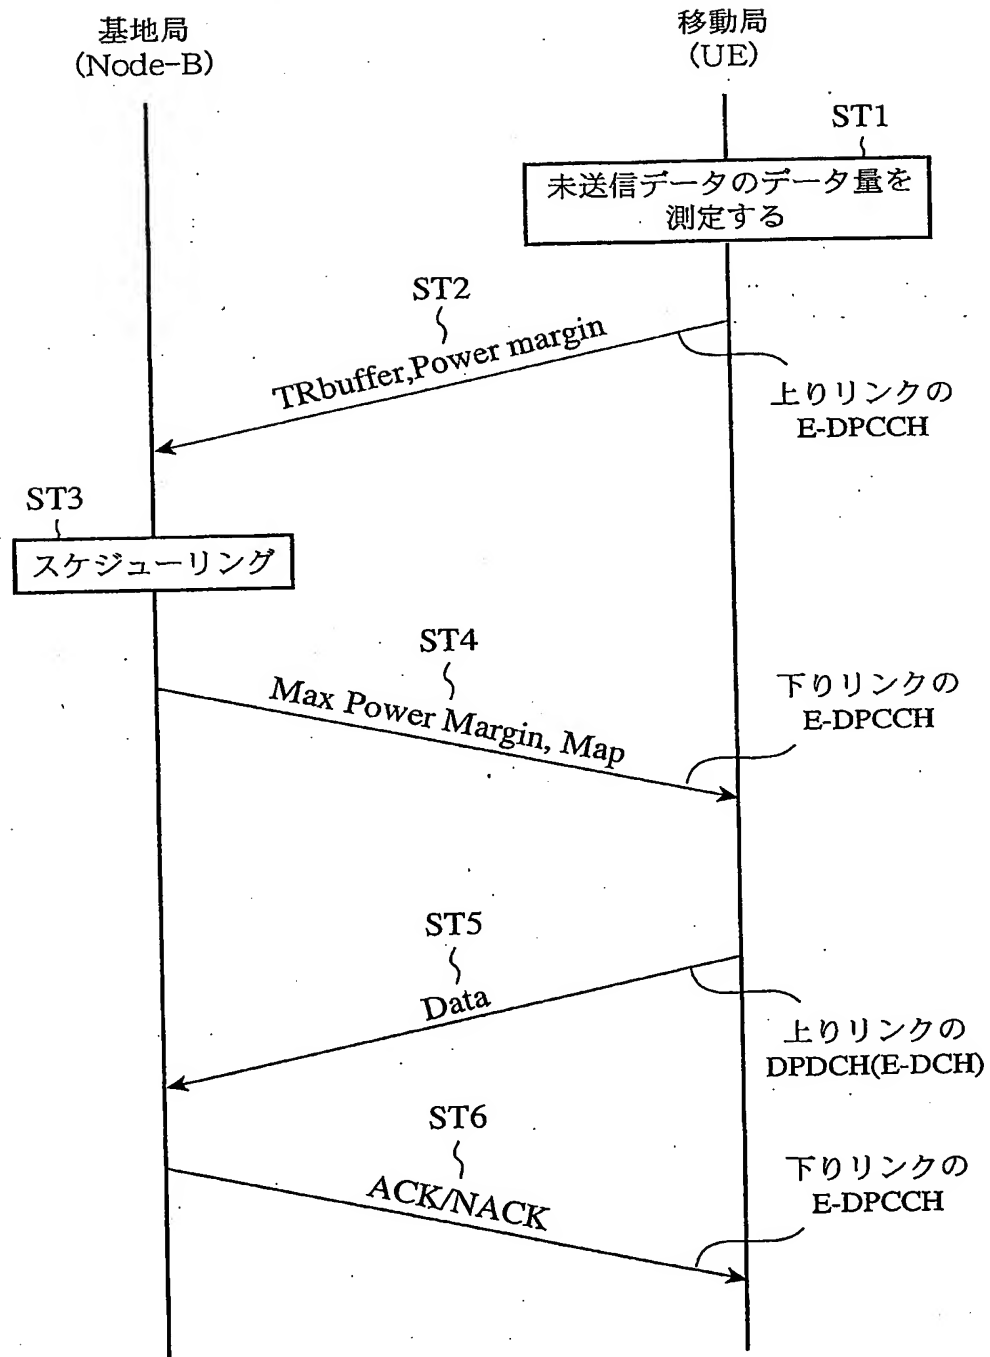 基地局
(Node-B)
移動局
(UE)
ST1
未送信データのデータ量を
測定する
ST2
TRbuffer,Power margin
上りリンクの
E-DPCCH
ST3
スケジューリング
ST4
Max Power Margin, Map
下りリンクの
E-DPCCH
ST5
Data
上りリンクの
DPDCH(E-DCH)
ST6
ACK/NACK
下りリンクの
E-DPCCH